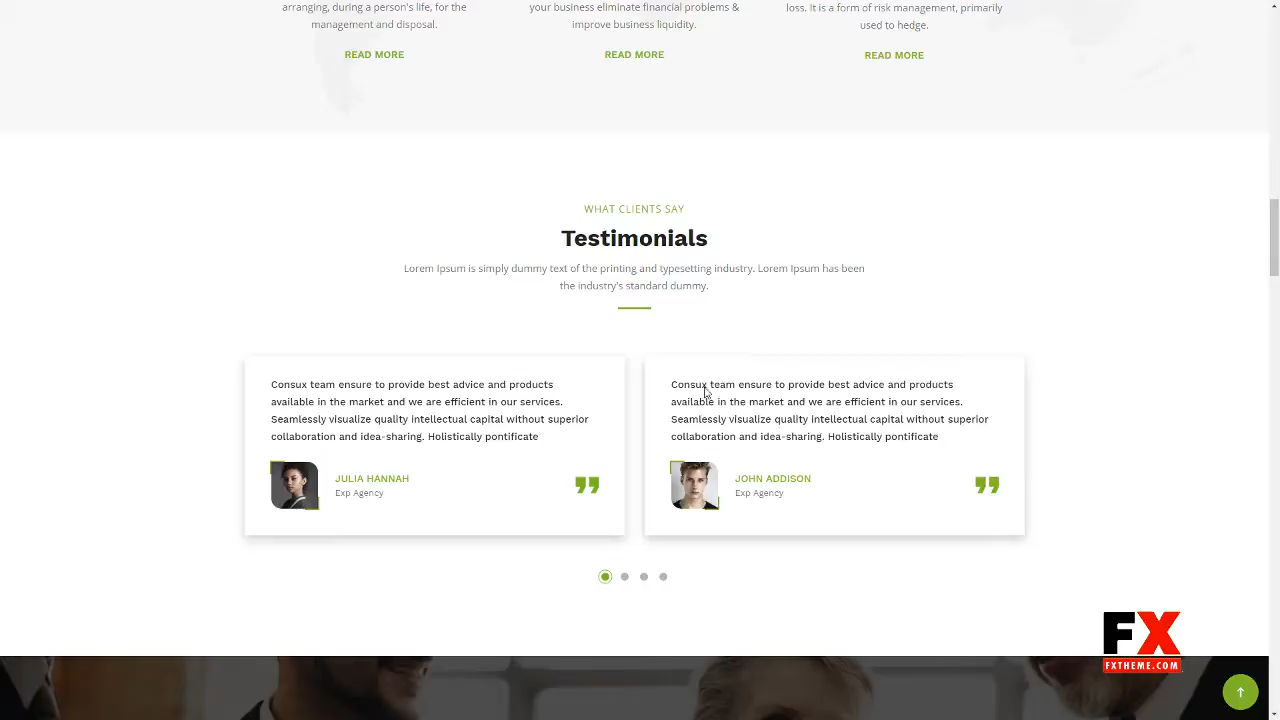 arranging, during a person's life, for the
management and disposal.
READ MORE
your business eliminate financial problems &
improve business liquidity.
READ MORE
loss. It is a form of risk management, primarily
used to hedge.
READ MORE
WHAT CLIENTS SAY
Testimonials
Lorem Ipsum is simply dummy text of the printing and typesetting industry. Lorem Ipsum has been
the industry's standard dummy.
Consux team ensure to provide best advice and products
available in the market and we are efficient in our services.
Seamlessly visualize quality intellectual capital without superior
collaboration and idea-sharing. Holistically pontificate
JULIA HANNAH
Exp Agency
Consux team ensure to provide best advice and products
available in the market and we are efficient in our services.
Seamlessly visualize quality intellectual capital without superior
collaboration and idea-sharing. Holistically pontificate
JOHN ADDISON
Exp Agency
FX
FXTHEME.COM